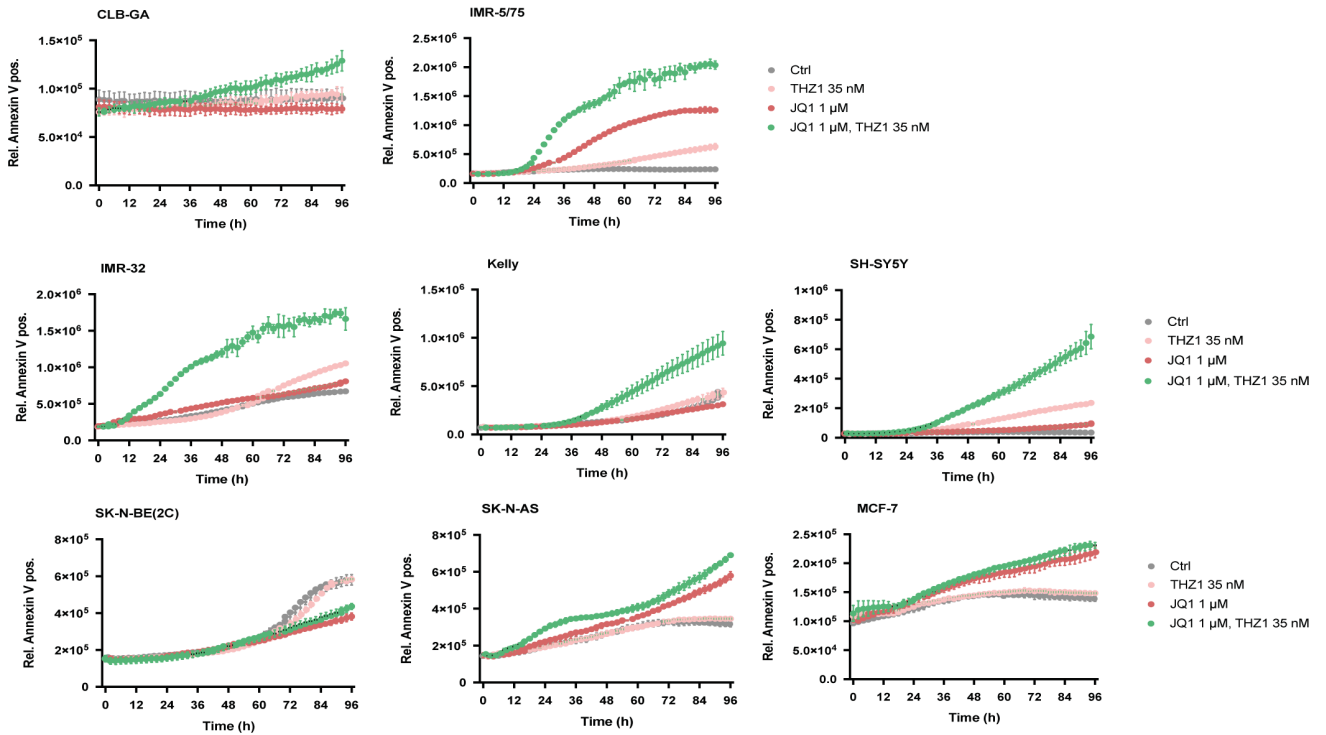 CLB-GA
Rel. Annexin V pos.
1.5×10⁵
1.0×10⁵
5.0×10⁴
0.0
0 12 24 36 48 60 72 84 96
Time (h)
IMR-5/75
Rel. Annexin V pos.
2.5×10⁶
2.0×10⁶
1.5×10⁶
1.0×10⁶
5.0×10⁵
0.0
0 12 24 36 48 60 72 84 96
Time (h)
Ctrl
THZ1 35 nM
JQ1 1 µM
JQ1 1 µM, THZ1 35 nM
IMR-32
Rel. Annexin V pos.
2.0×10⁶
1.5×10⁶
1.0×10⁶
5.0×10⁵
0.0
0 12 24 36 48 60 72 84 96
Time (h)
Kelly
Rel. Annexin V pos.
1.5×10⁶
1.0×10⁶
5.0×10⁵
0.0
0 12 24 36 48 60 72 84 96
Time (h)
SH-SY5Y
Rel. Annexin V pos.
1×10⁶
8×10⁵
6×10⁵
4×10⁵
2×10⁵
0
0 12 24 36 48 60 72 84 96
Time (h)
Ctrl
THZ1 35 nM
JQ1 1 µM
JQ1 1 µM, THZ1 35 nM
SK-N-BE(2C)
Rel. Annexin V pos.
8×10⁵
6×10⁵
4×10⁵
2×10⁵
0
0 12 24 36 48 60 72 84 96
Time (h)
SK-N-AS
Rel. Annexin V pos.
8×10⁵
6×10⁵
4×10⁵
2×10⁵
0
0 12 24 36 48 60 72 84 96
Time (h)
MCF-7
Rel. Annexin V pos.
2.5×10⁵
2.0×10⁵
1.5×10⁵
1.0×10⁵
5.0×10⁴
0.0
0 12 24 36 48 60 72 84 96
Time (h)
Ctrl
THZ1 35 nM
JQ1 1 µM
JQ1 1 µM, THZ1 35 nM